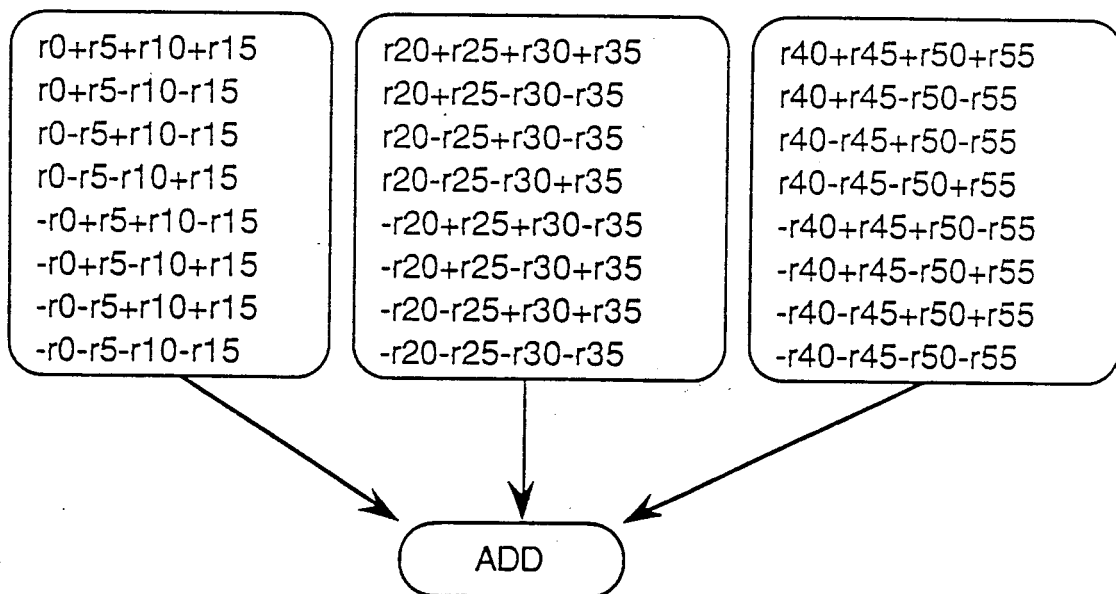 r0+r5+r10+r15
r0+r5-r10-r15
r0-r5+r10-r15
r0-r5-r10+r15
-r0+r5+r10-r15
-r0+r5-r10+r15
-r0-r5+r10+r15
-r0-r5-r10-r15
r20+r25+r30+r35
r20+r25-r30-r35
r20-r25+r30-r35
r20-r25-r30+r35
-r20+r25+r30-r35
-r20+r25-r30+r35
-r20-r25+r30+r35
-r20-r25-r30-r35
r40+r45+r50+r55
r40+r45-r50-r55
r40-r45+r50-r55
r40-r45-r50+r55
-r40+r45+r50-r55
-r40+r45-r50+r55
-r40-r45+r50+r55
-r40-r45-r50-r55
ADD